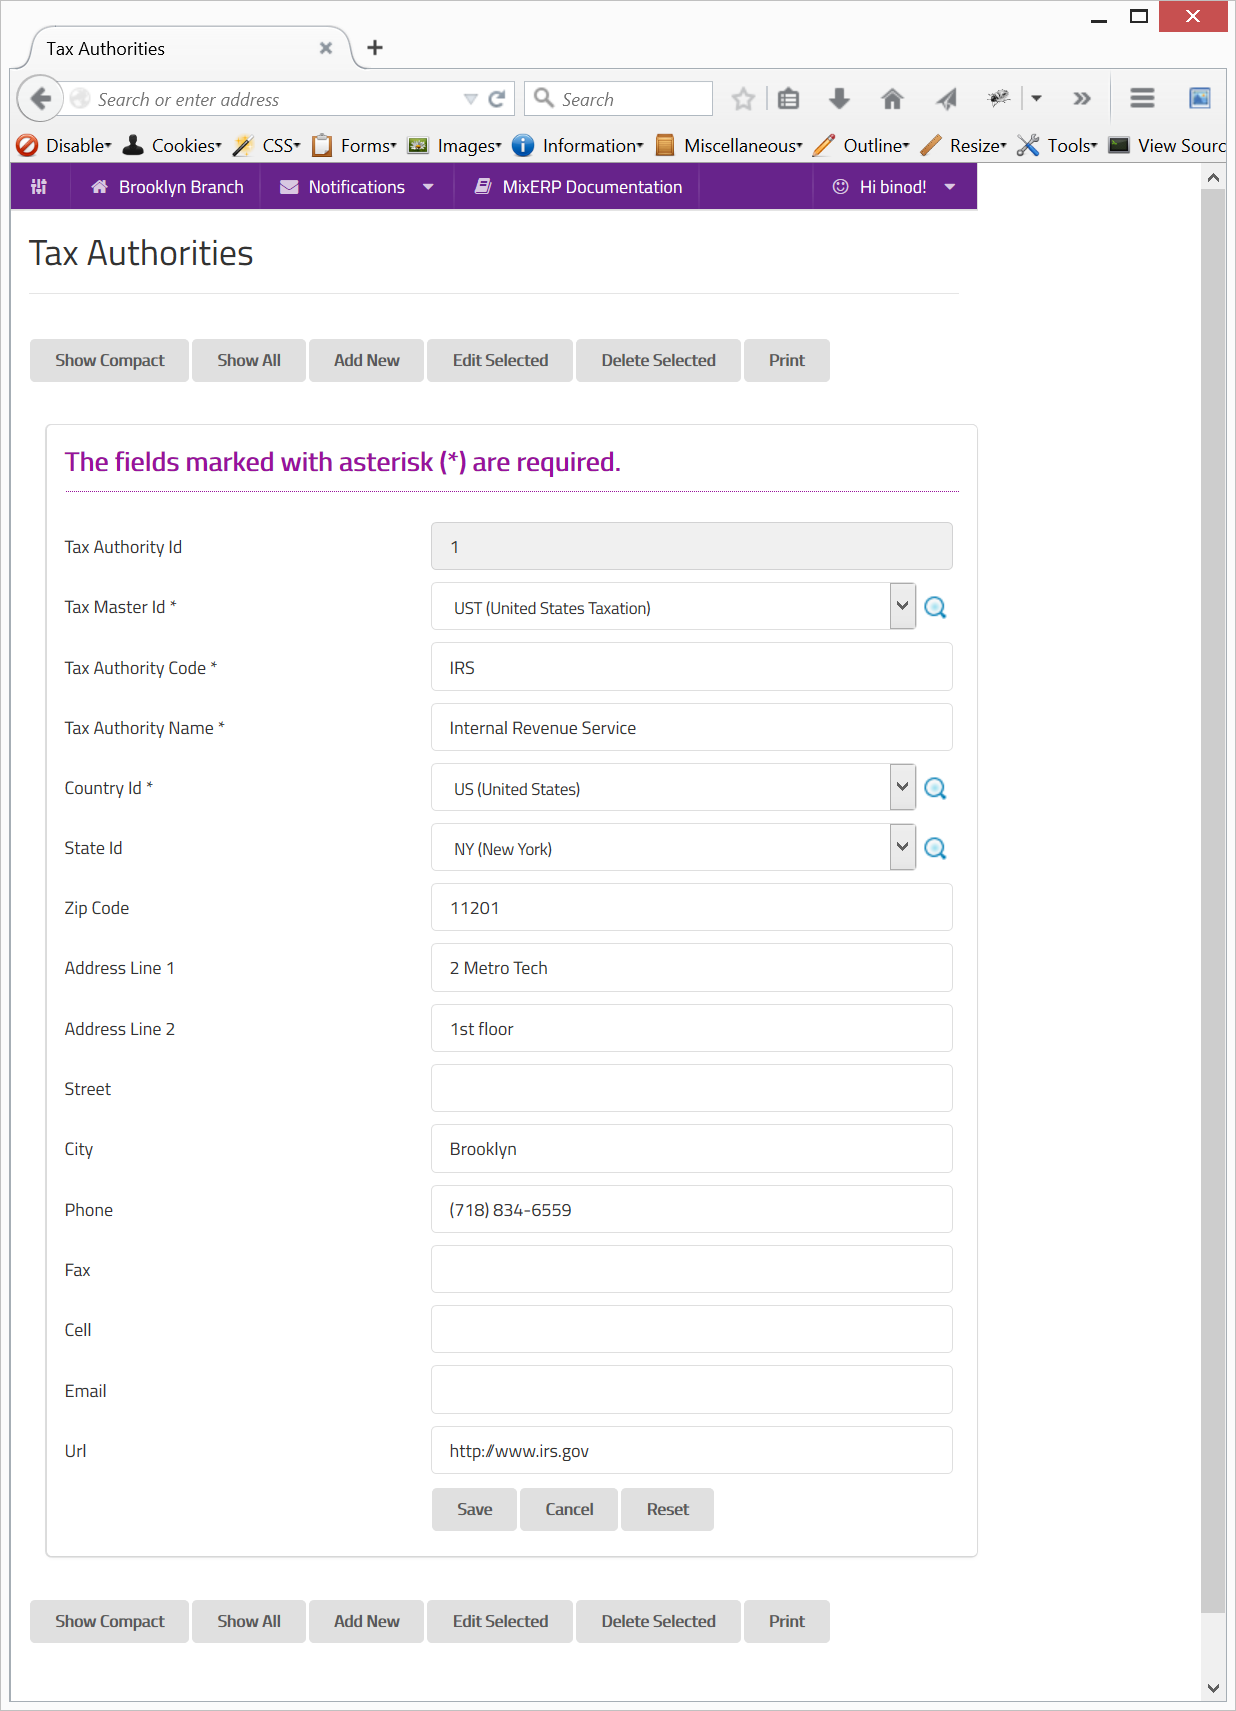 Tax Authorities
Search or enter address
Search
Disable Cookies CSS Forms Images Information Miscellaneous Outline Resize Tools View Sourc
Brooklyn Branch Notifications MixERP Documentation Hi binod!
Tax Authorities
Show Compact Show All Add New Edit Selected Delete Selected Print
The fields marked with asterisk (*) are required.
Tax Authority Id 1
Tax Master Id * UST (United States Taxation)
Tax Authority Code * IRS
Tax Authority Name * Internal Revenue Service
Country Id * US (United States)
State Id NY (New York)
Zip Code 11201
Address Line 1 2 Metro Tech
Address Line 2 1st floor
Street
City Brooklyn
Phone (718) 834-6559
Fax
Cell
Email
Url http://www.irs.gov
Save Cancel Reset
Show Compact Show All Add New Edit Selected Delete Selected Print